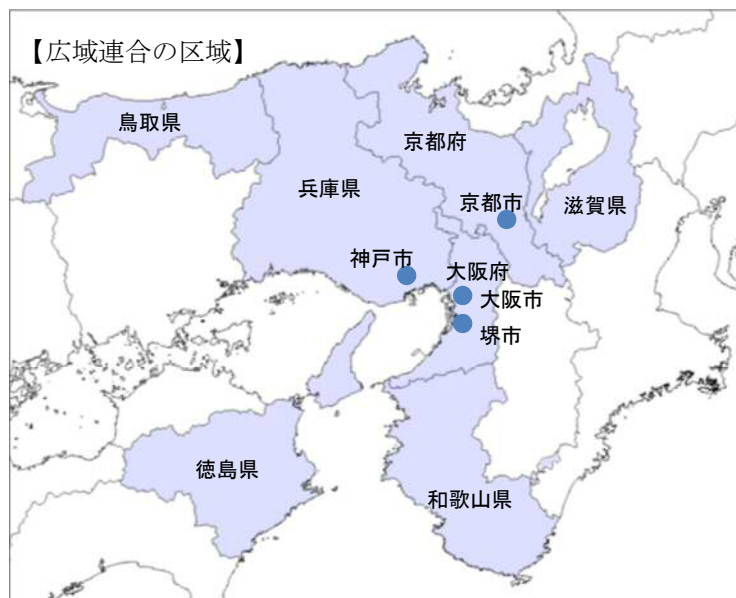 【広域連合の区域】
鳥取県
京都府
兵庫県
京都市
滋賀県
神戸市
大阪府
大阪市
堺市
徳島県
和歌山県